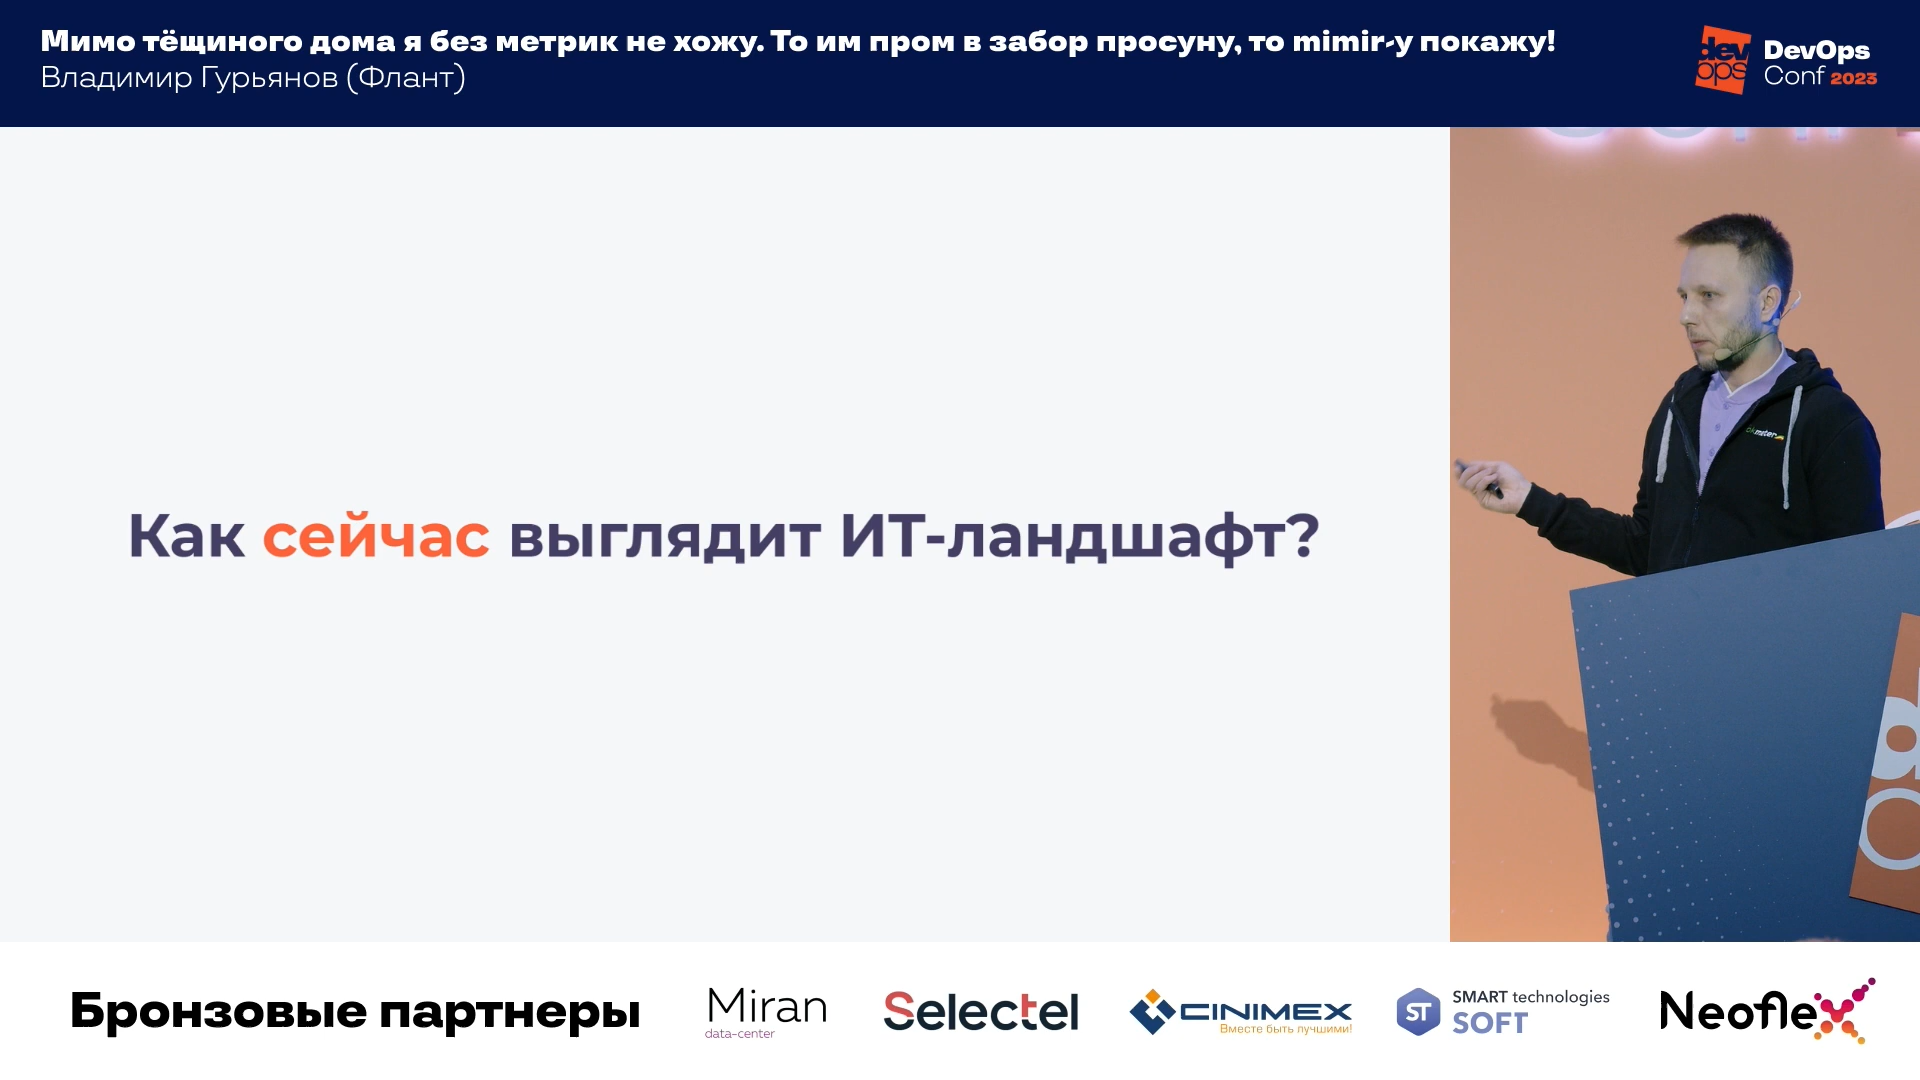 Мимо тёщиного дома я без метрик не хожу. То им пром в забор просуну, то mimir-у покажу!
Владимир Гурьянов (Флант)
dev
ops
DevOps
Conf 2023
Как сейчас выглядит ИТ-ландшафт?
Бронзовые партнеры
Miran
data-center
Selectel
CINIMEX
Вместе быть лучшими!
ST
SMART technologies
SOFT
Neoflex